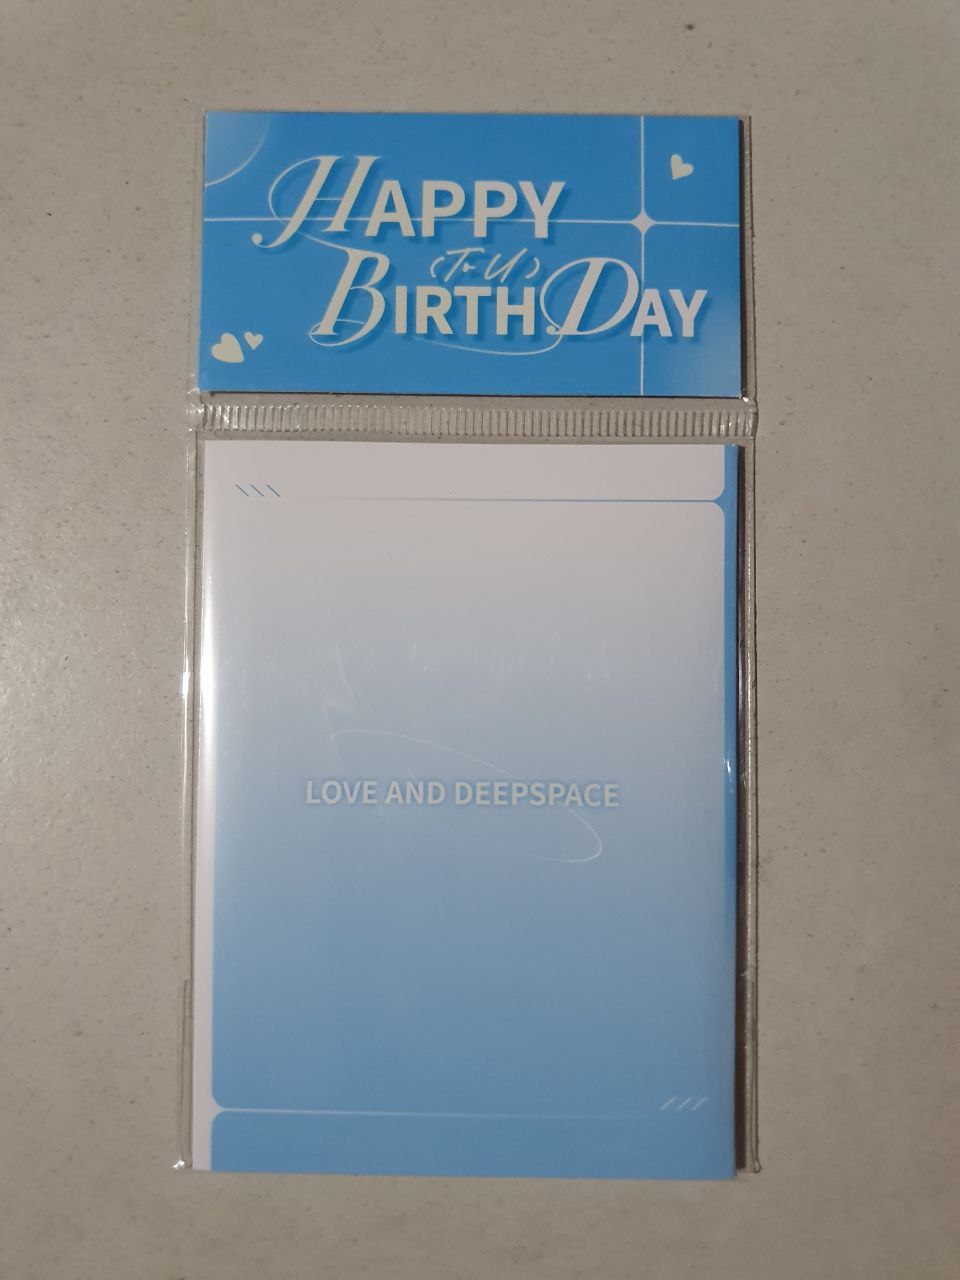 HAPPY
(To U)
BIRTHDAY
LOVE AND DEEPSPACE